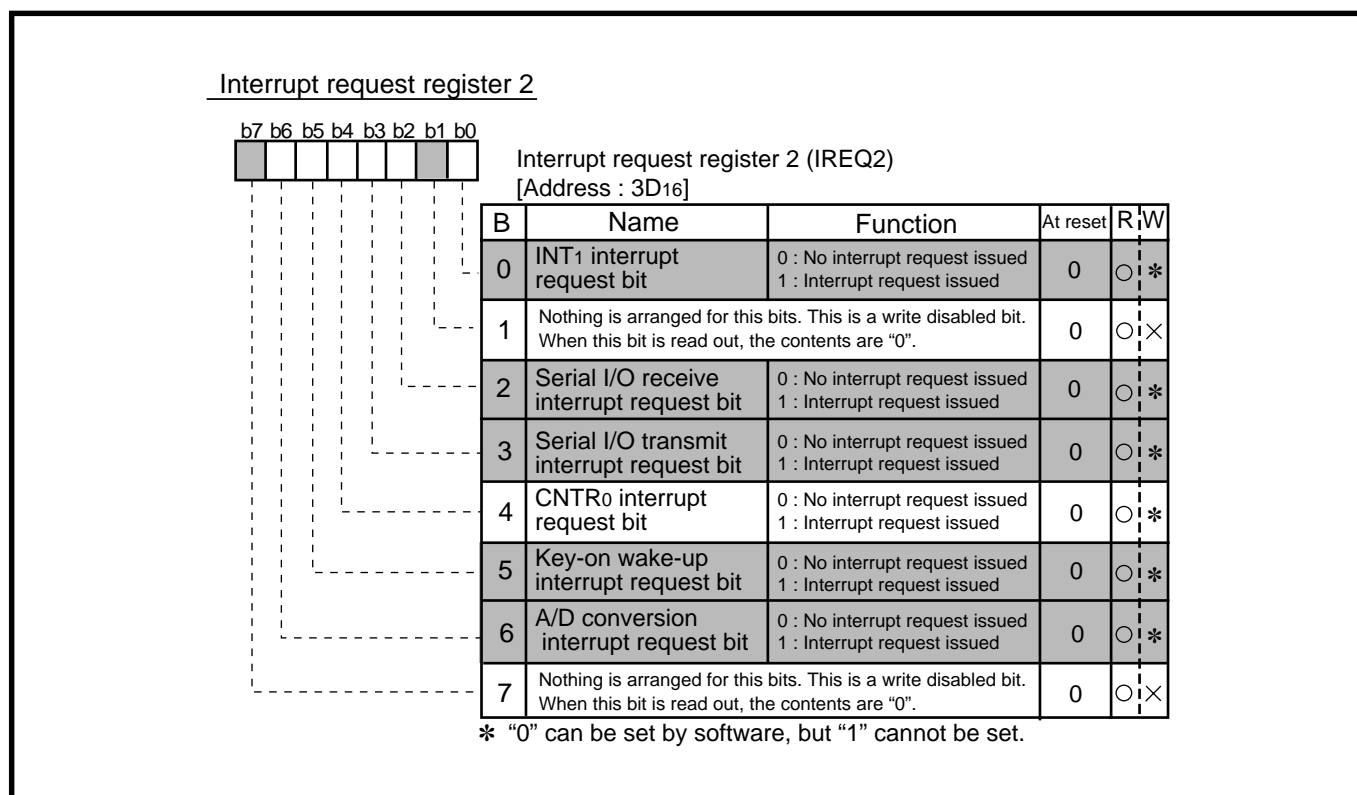 Interrupt request register 2
b7 b6 b5 b4 b3 b2 b1 b0
Interrupt request register 2 (IREQ2)
[Address : 3D16]
B Name Function At reset R W
0 INT1 interrupt request bit 0 : No interrupt request issued 0 ○ *
1 : Interrupt request issued
1 Nothing is arranged for this bits. This is a write disabled bit. 0 ○ ×
When this bit is read out, the contents are “0”.
2 Serial I/O receive interrupt request bit 0 : No interrupt request issued 0 ○ *
1 : Interrupt request issued
3 Serial I/O transmit interrupt request bit 0 : No interrupt request issued 0 ○ *
1 : Interrupt request issued
4 CNTR0 interrupt request bit 0 : No interrupt request issued 0 ○ *
1 : Interrupt request issued
5 Key-on wake-up interrupt request bit 0 : No interrupt request issued 0 ○ *
1 : Interrupt request issued
6 A/D conversion interrupt request bit 0 : No interrupt request issued 0 ○ *
1 : Interrupt request issued
7 Nothing is arranged for this bits. This is a write disabled bit. 0 ○ ×
When this bit is read out, the contents are “0”.
* “0” can be set by software, but “1” cannot be set.